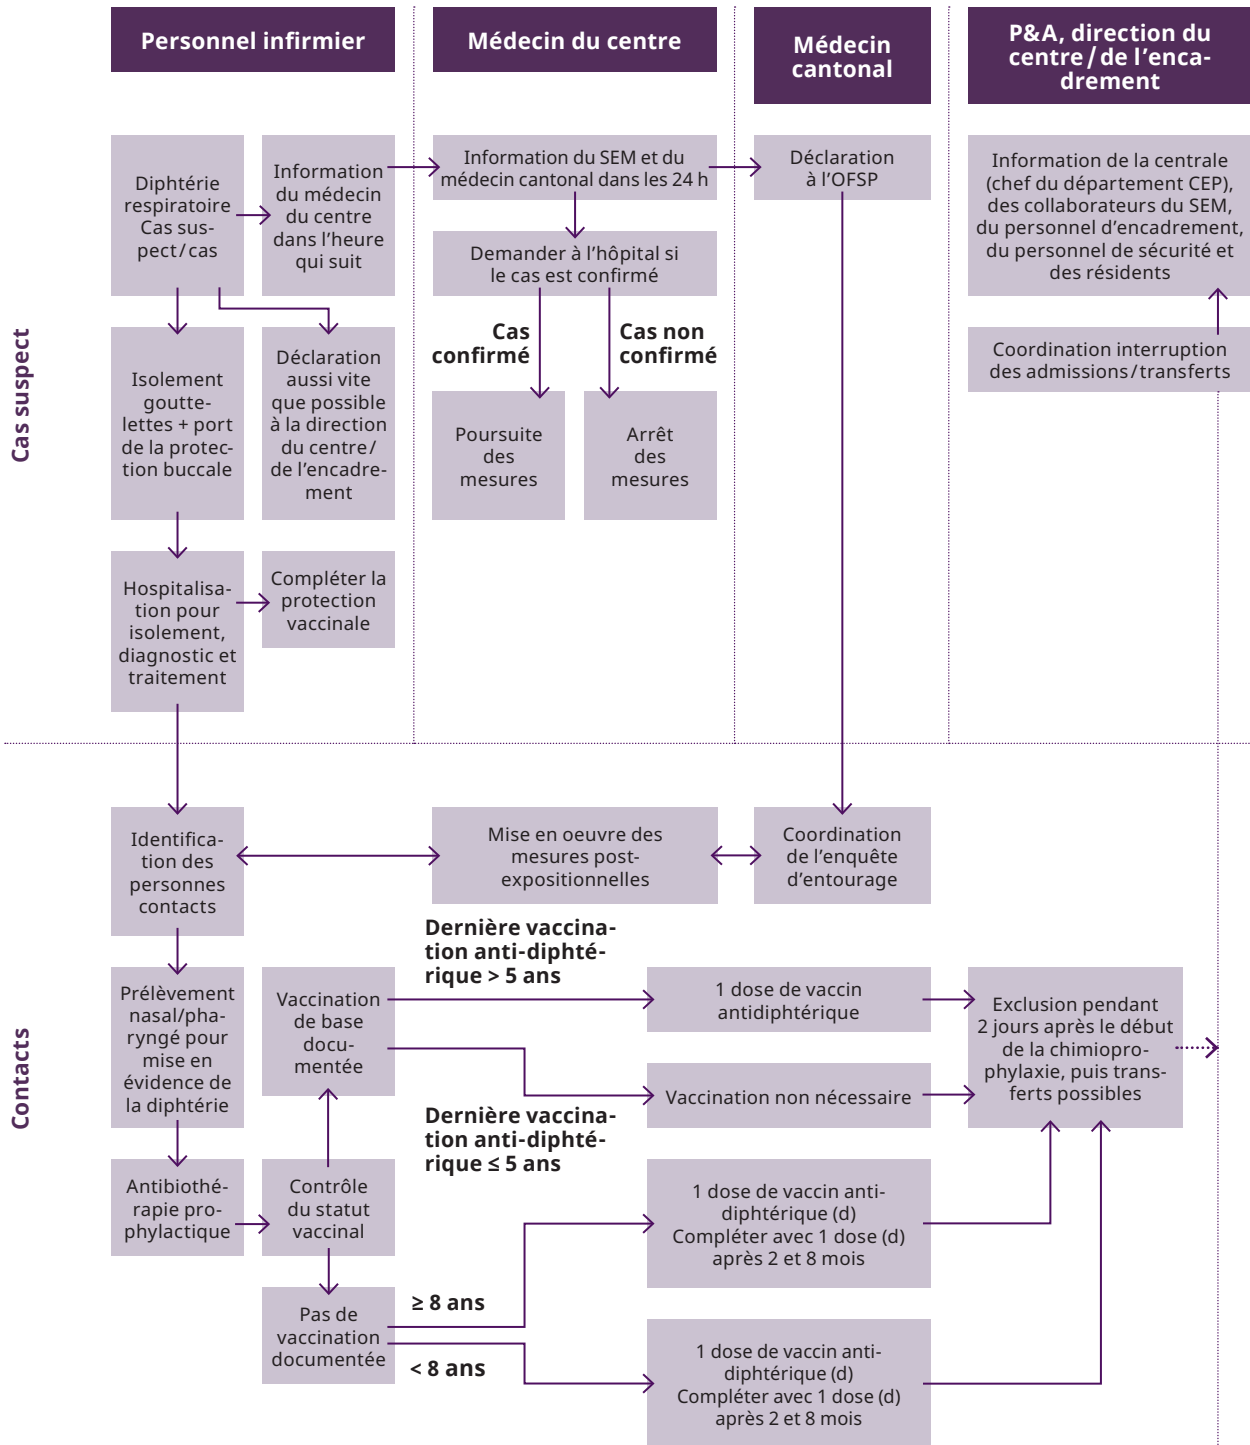 Personnel infirmier
Médecin du centre
Médecin
cantonal
P&A, direction du
centre/de l'enca-
drement
Cas suspect
Diphtérie
respiratoire
Cas sus-
pect/cas
Information
du médecin
du centre
dans l'heure
qui suit
Information du SEM et du
médecin cantonal dans les 24 h
Déclaration
à l'OFSP
Information de la centrale
(chef du département CEP),
des collaborateurs du SEM,
du personnel d'encadrement,
du personnel de sécurité et
des résidents
Demander à l'hôpital si
le cas est confirmé
Cas
confirmé
Cas non
confirmé
Coordination interruption
des admissions/transferts
Isolement
goutte-
lettes + port
de la protec-
tion buccale
Déclaration
aussi vite
que possible
à la direction
du centre/
de l'encadre-
ment
Poursuite
des
mesures
Arrêt
des
mesures
Hospitalisa-
tion pour
isolement,
diagnostic et
traitement
Compléter la
protection
vaccinale
Contacts
Identifica-
tion des
personnes
contacts
Mise en oeuvre des
mesures post-
expositionnelles
Coordination
de l'enquête
d'entourage
Dernière vaccina-
tion anti-diphté-
rique > 5 ans
Prélèvement
nasal/pha-
ryngé pour
mise en
évidence de
la diphtérie
Vaccination
de base
docu-
mentée
1 dose de vaccin
antidiphtérique
Exclusion pendant
2 jours après le début
de la chimiopro-
phylaxie, puis trans-
ferts possibles
Vaccination non nécessaire
Dernière vaccina-
tion anti-diphté-
rique ≤ 5 ans
Antibiothé-
rapie pro-
phylactique
Contrôle
du statut
vaccinal
1 dose de vaccin anti-
diphtérique (d)
Compléter avec 1 dose (d)
après 2 et 8 mois
≥ 8 ans
Pas de
vaccination
documentée
< 8 ans
1 dose de vaccin anti-
diphtérique (d)
Compléter avec 1 dose (d)
après 2 et 8 mois